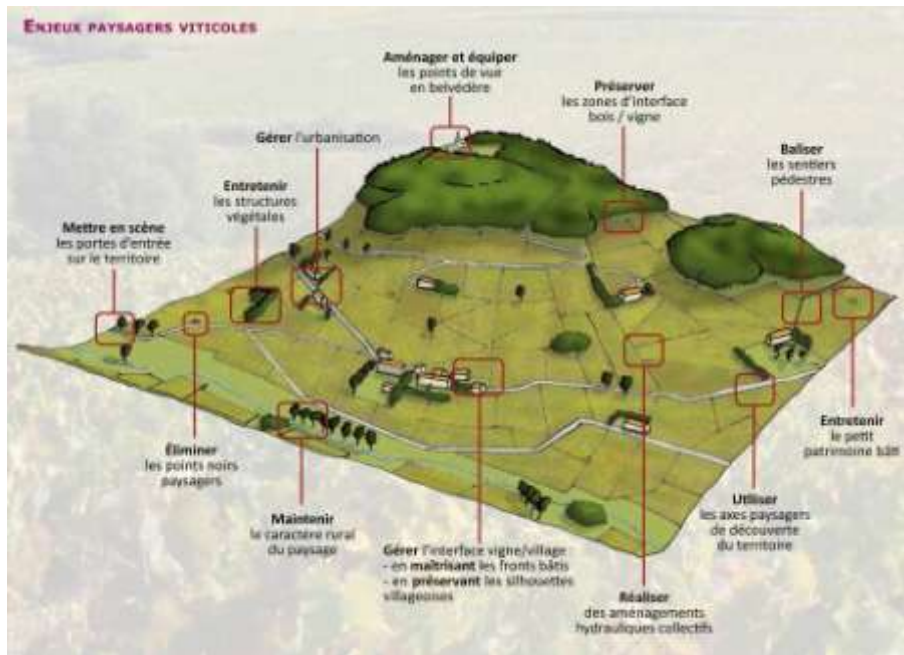 ENJEUX PAYSAGERS VITICOLES
Aménager et équiper
les points de vue
en belvédère
Préserver
les zones d'interface
bois / vigne
Gérer l'urbanisation
Baliser
les sentiers
pédestres
Entretenir
les structures
végétales
Mettre en scène
les portes d'entrée
sur le territoire
Éliminer
les points noirs
paysagers
Maintenir
le caractère rural
du paysage
Gérer l'interface vigne/village
- en maîtrisant les fronts bâtis
- en préservant les silhouettes
villageoises
Réaliser
des aménagements
hydrauliques collectifs
Utiliser
les axes paysagers
de découverte
du territoire
Entretenir
le petit
patrimoine bâti